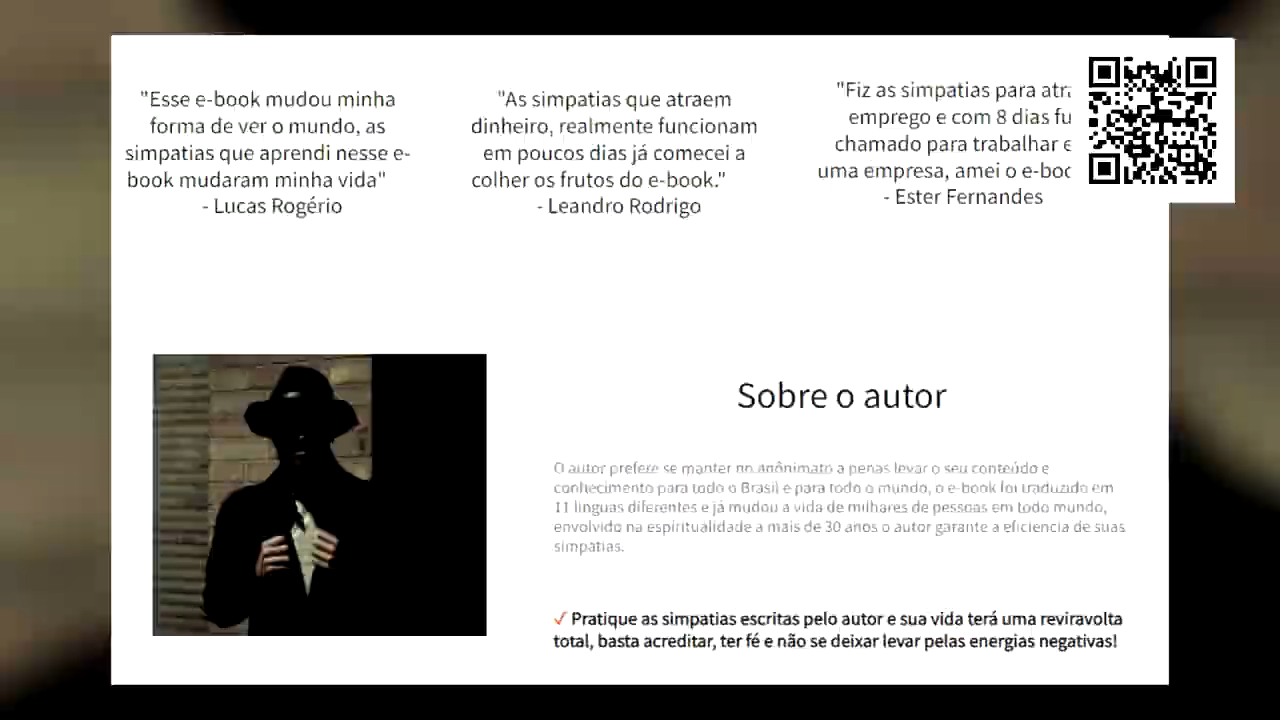 "Esse e-book mudou minha
forma de ver o mundo, as
simpatias que aprendi nesse e-
book mudaram minha vida"
- Lucas Rogério
"As simpatias que atraem
dinheiro, realmente funcionam
em poucos dias já comecei a
colher os frutos do e-book."
- Leandro Rodrigo
"Fiz as simpatias para
emprego e com 8 dias
chamado para trabalhar
uma empresa, amei o
- Ester Fernandes
Sobre o autor
O autor prefere se manter no anônimato a penas levar o seu conteúdo e
conhecimento para todo o Brasil e para todo o mundo, o e-book foi traduzido em
11 linguas diferentes e já mudou a vida de milhares de pessoas em todo mundo,
envolvido na espiritualidade a mais de 30 anos o autor garante a eficiencia de suas
simpatias.
✓ Pratique as simpatias escritas pelo autor e sua vida terá uma reviravolta
total, basta acreditar, ter fé e não se deixar levar pelas energias negativas!